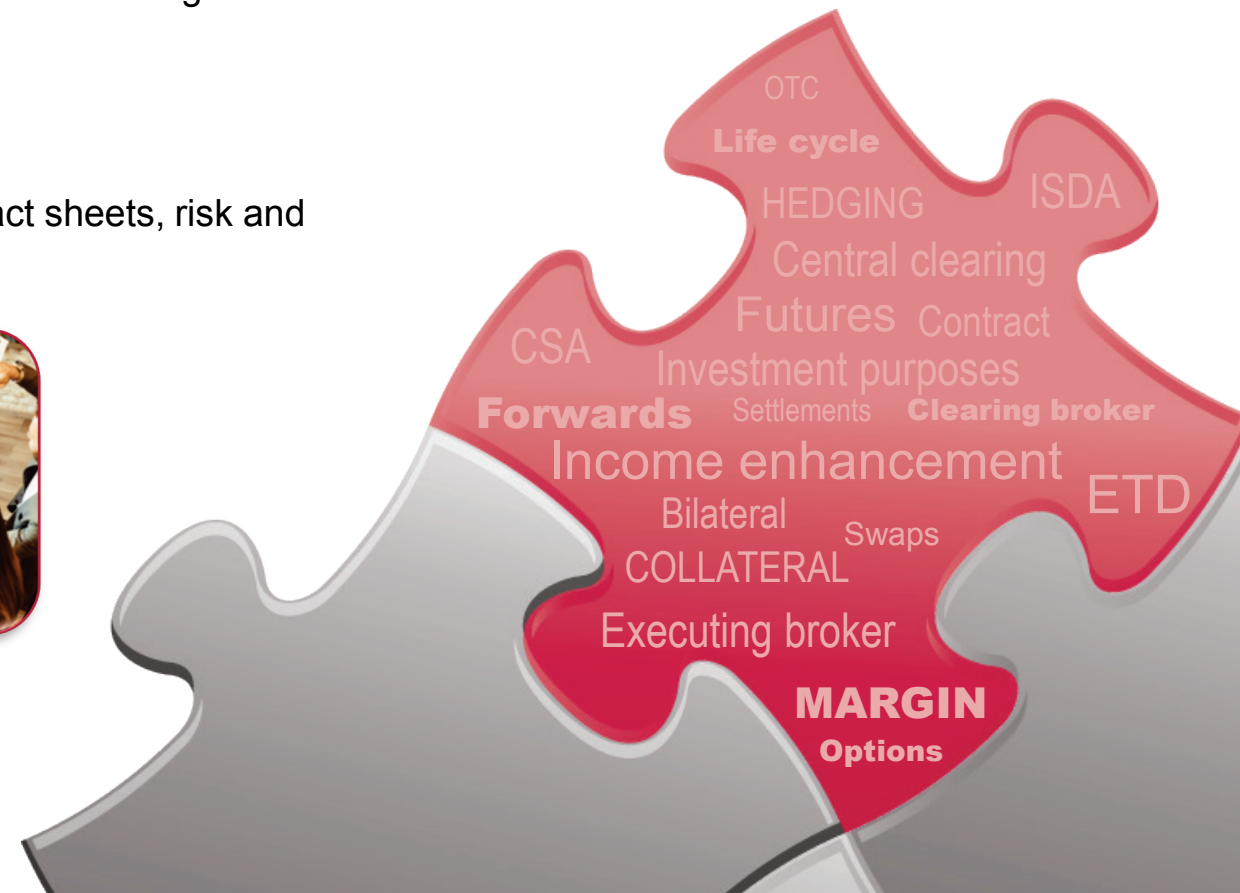 act sheets, risk and
OTC
Life cycle
HEDGING
ISDA
Central clearing
Futures
Contract
CSA
Investment purposes
Forwards
Settlements
Clearing broker
Income enhancement
ETD
Bilateral
Swaps
COLLATERAL
Executing broker
MARGIN
Options